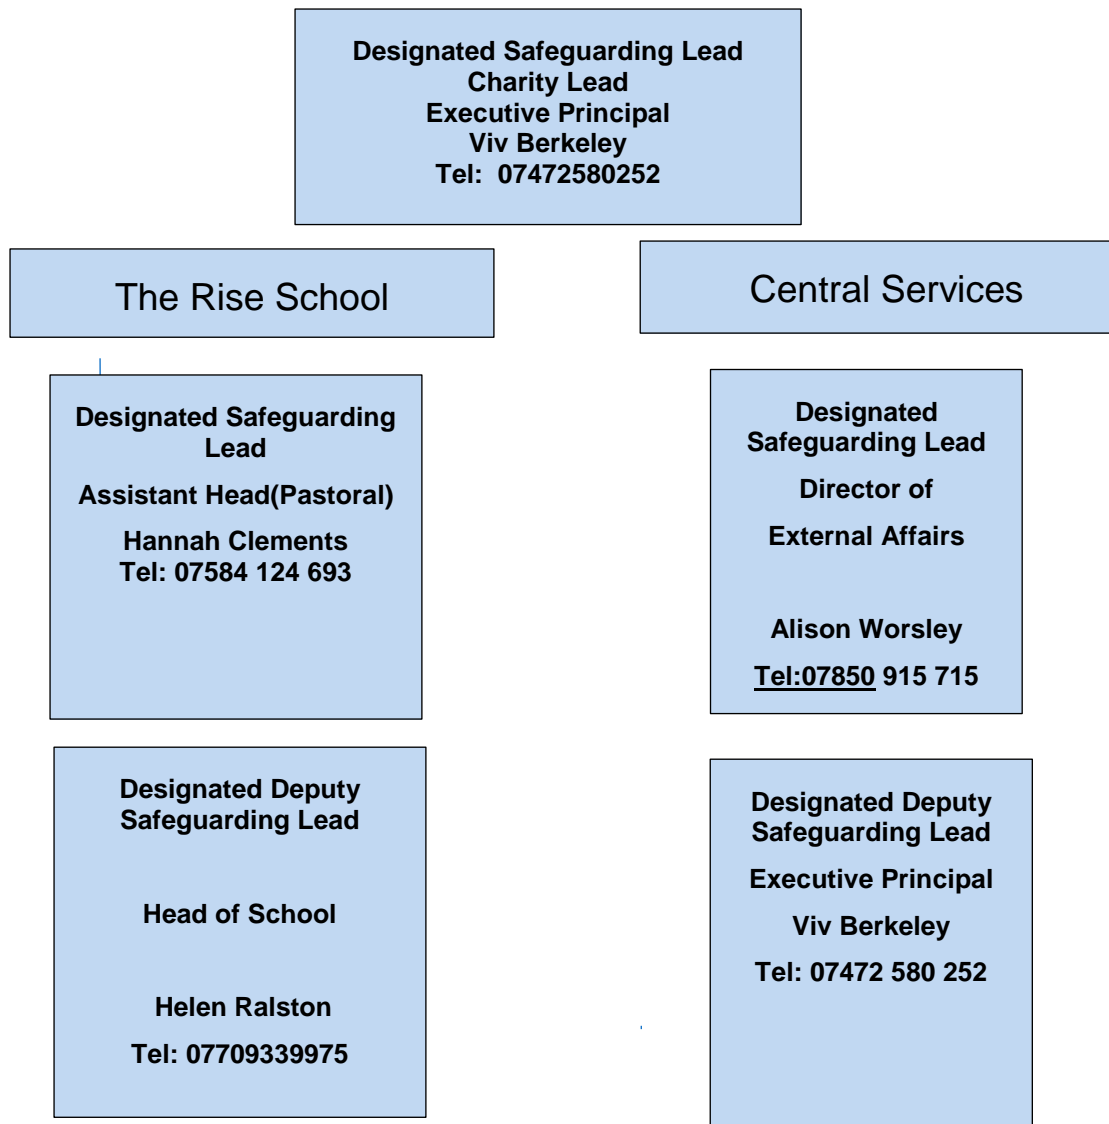 Designated Safeguarding Lead
Charity Lead
Executive Principal
Viv Berkeley
Tel:  07472580252
The Rise School
Central Services
Designated Safeguarding
Lead
Assistant Head(Pastoral)
Hannah Clements
Tel: 07584 124 693
Designated
Safeguarding Lead
Director of
External Affairs
Alison Worsley
Tel:07850 915 715
Designated Deputy
Safeguarding Lead
Head of School
Helen Ralston
Tel: 07709339975
Designated Deputy
Safeguarding Lead
Executive Principal
Viv Berkeley
Tel: 07472 580 252